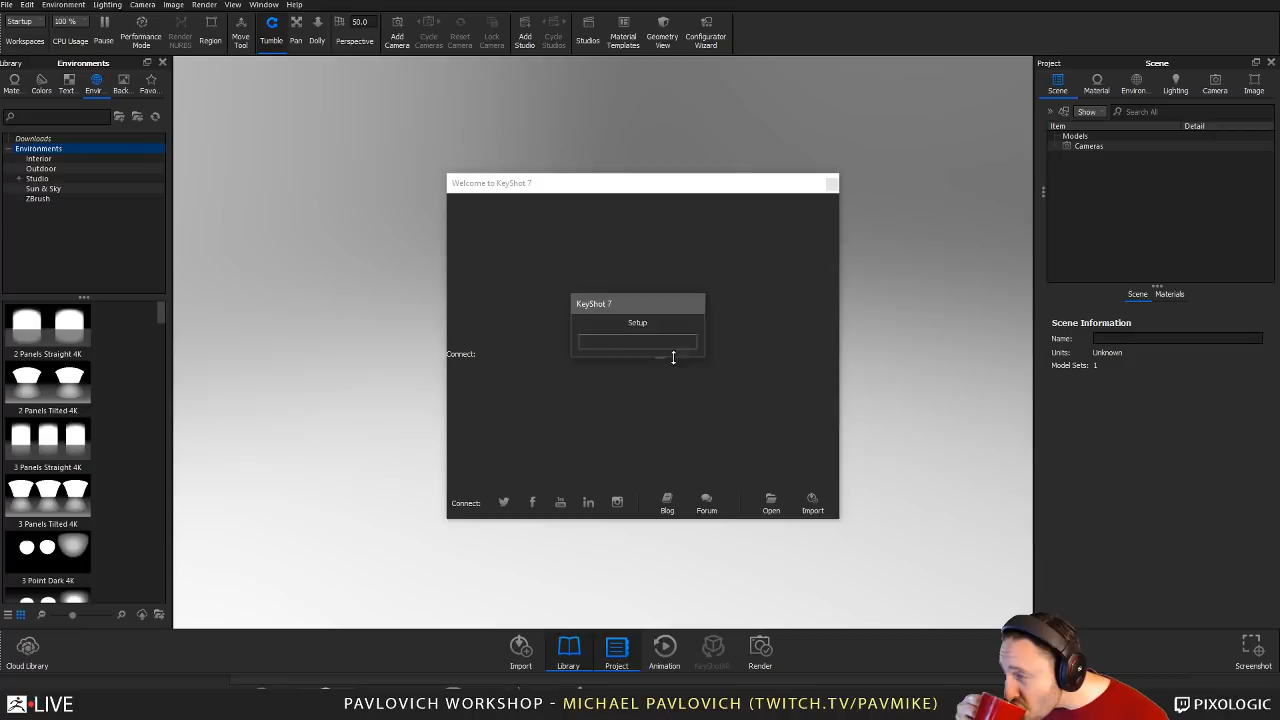 File Edit Environment Lighting Camera Image Render View Window Help
Startup 100 % 50.0
Workspaces CPU Usage Pause Performance Mode Render NURBS Region Move Tool Tumble Pan Dolly Perspective Add Camera Cycle Cameras Reset Camera Lock Camera Add Studio Cycle Studios Studios Material Templates Geometry View Configurator Wizard
Library Environments
Mate... Colors Text... Envir... Back... Favo...
Downloads
Environments
Interior
Outdoor
Studio
Sun & Sky
ZBrush
2 Panels Straight 4K
2 Panels Tilted 4K
3 Panels Straight 4K
3 Panels Tilted 4K
3 Point Dark 4K
Welcome to KeyShot 7
KeyShot 7
Setup
Connect:
Connect: Blog Forum Open Import
Project Scene
Scene Material Environ... Lighting Camera Image
Show Search All
Item Detail
Models
Cameras
Scene Materials
Scene Information
Name:
Units: Unknown
Model Sets: 1
Cloud Library Import Library Project Animation KeyShotXR Render Screenshot
LIVE PAVLOVICH WORKSHOP - MICHAEL PAVLOVICH (TWITCH.TV/PAVMIKE) PIXOLOGIC